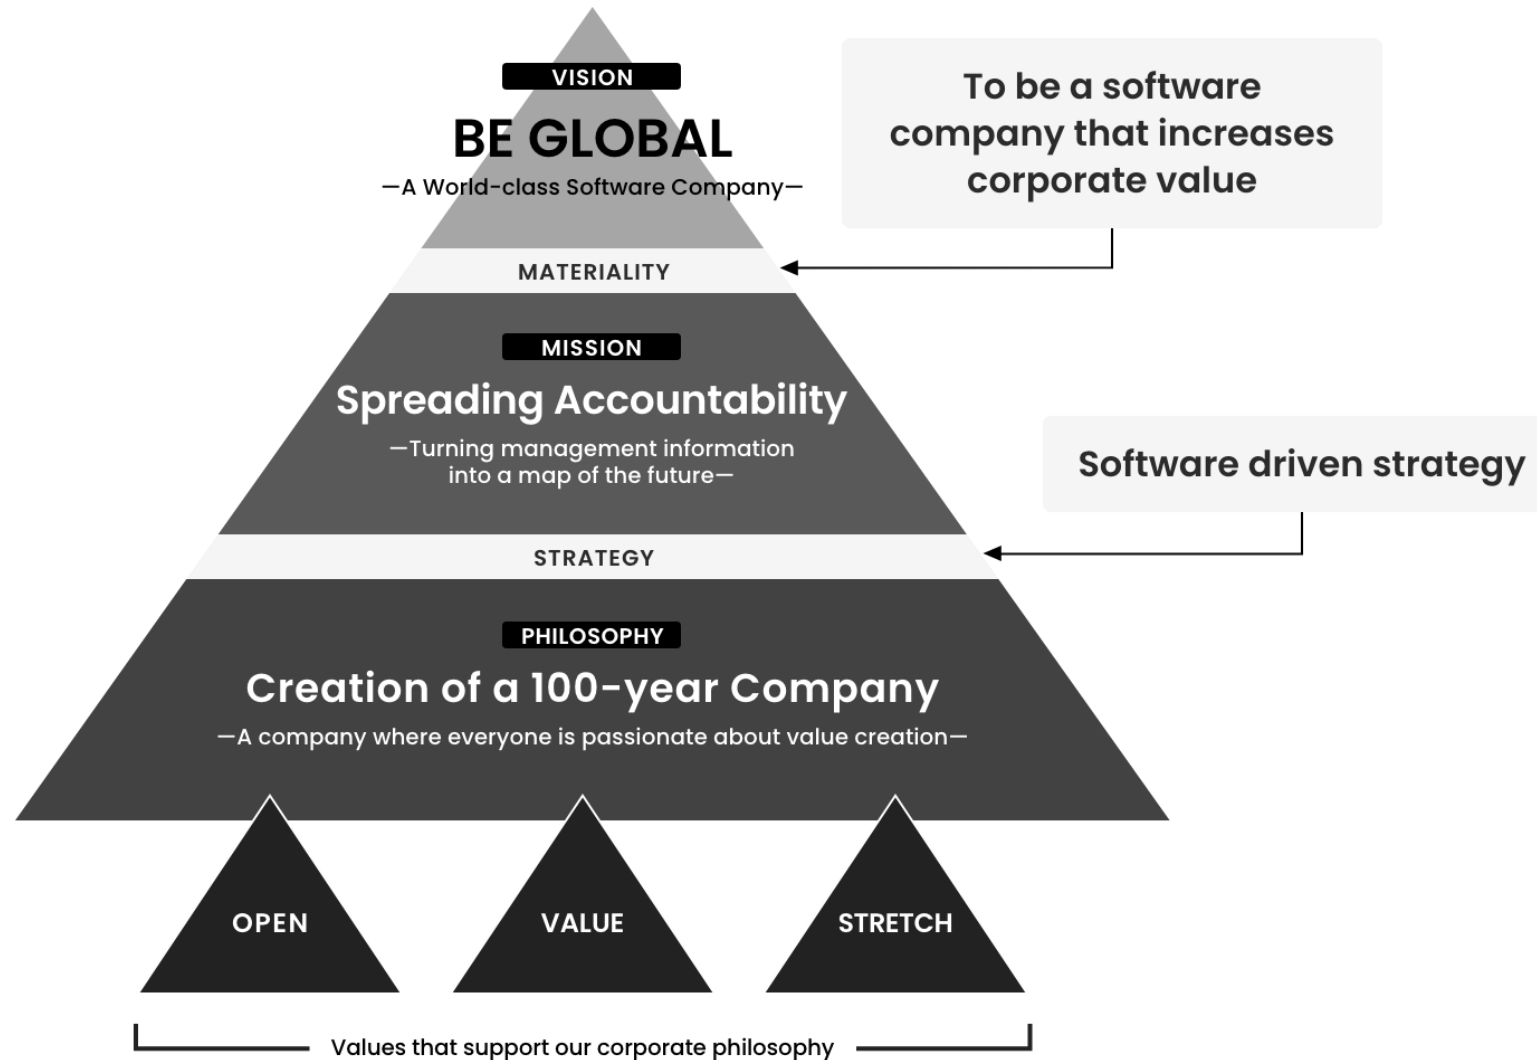 VISION
BE GLOBAL
—A World-class Software Company—
To be a software
company that increases
corporate value
MATERIALITY
MISSION
Spreading Accountability
—Turning management information
into a map of the future—
Software driven strategy
STRATEGY
PHILOSOPHY
Creation of a 100-year Company
—A company where everyone is passionate about value creation—
OPEN
VALUE
STRETCH
Values that support our corporate philosophy